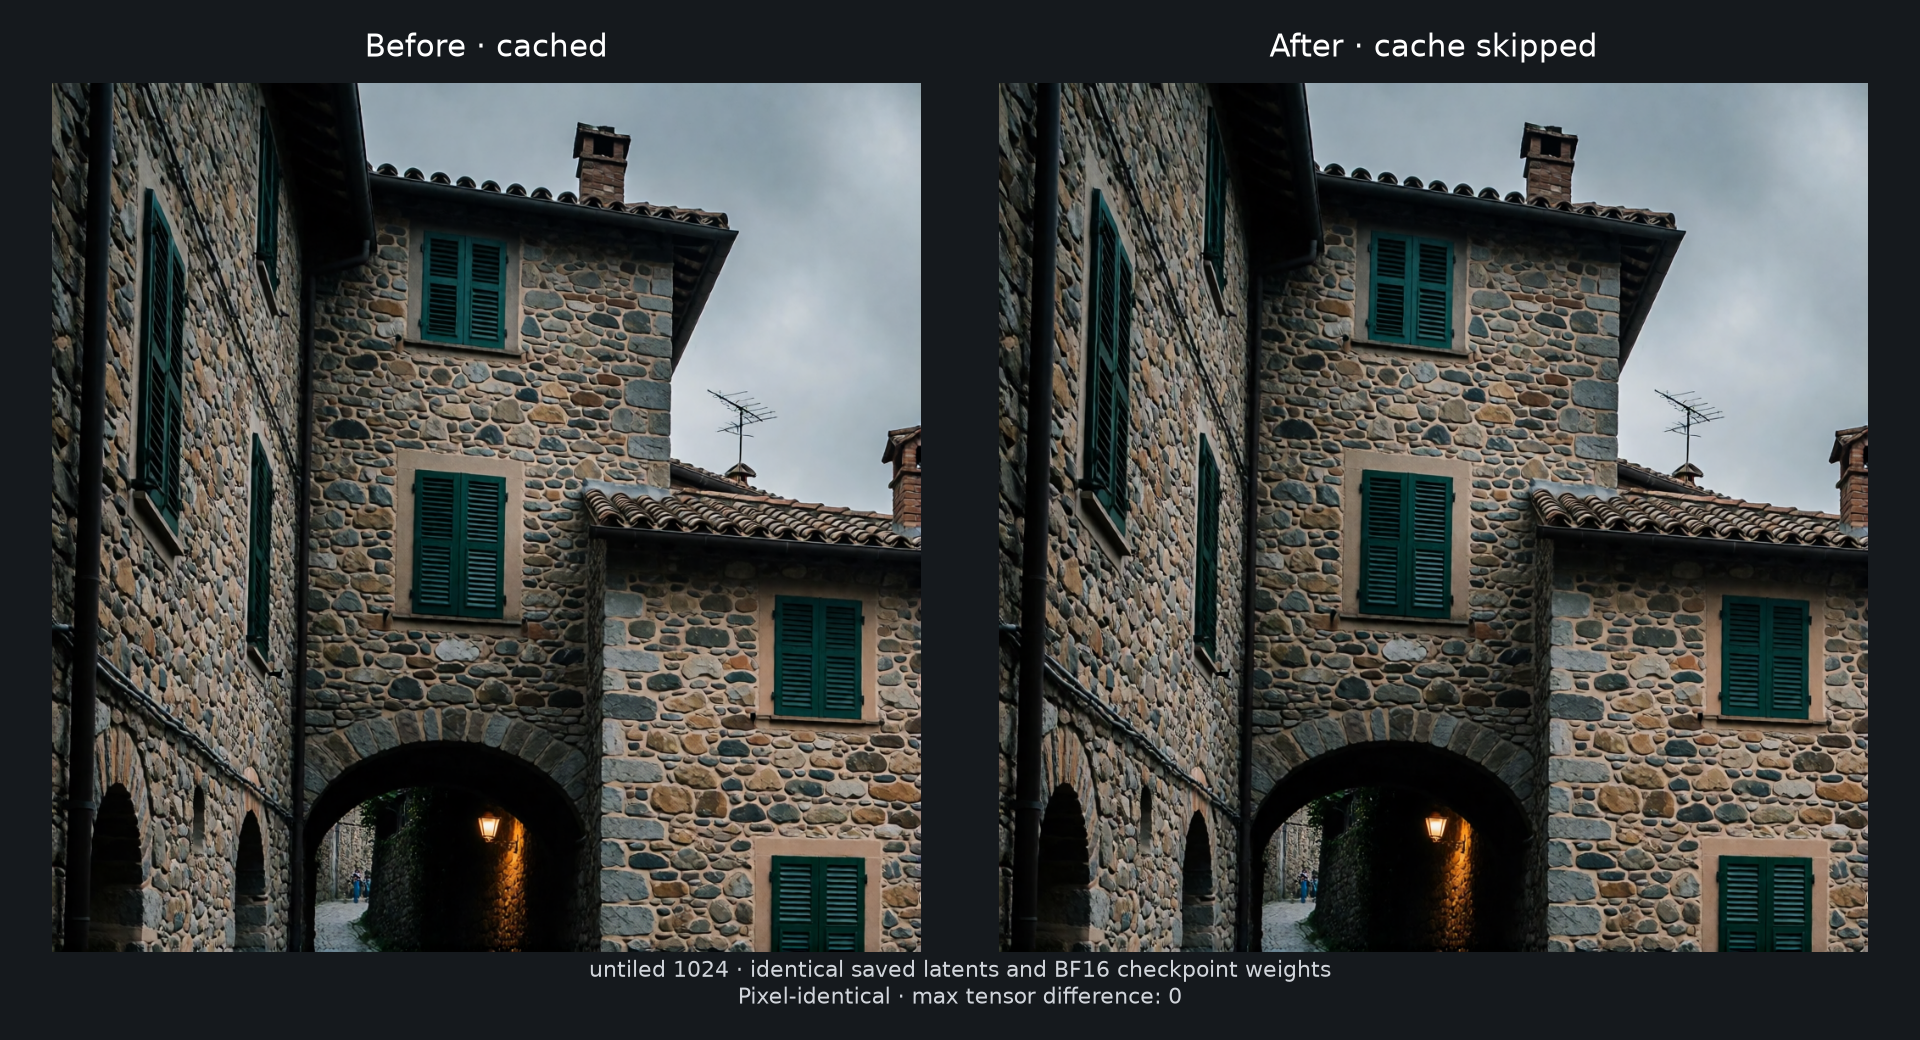 Before · cached
After · cache skipped
untiled 1024 · identical saved latents and BF16 checkpoint weights
Pixel-identical · max tensor difference: 0